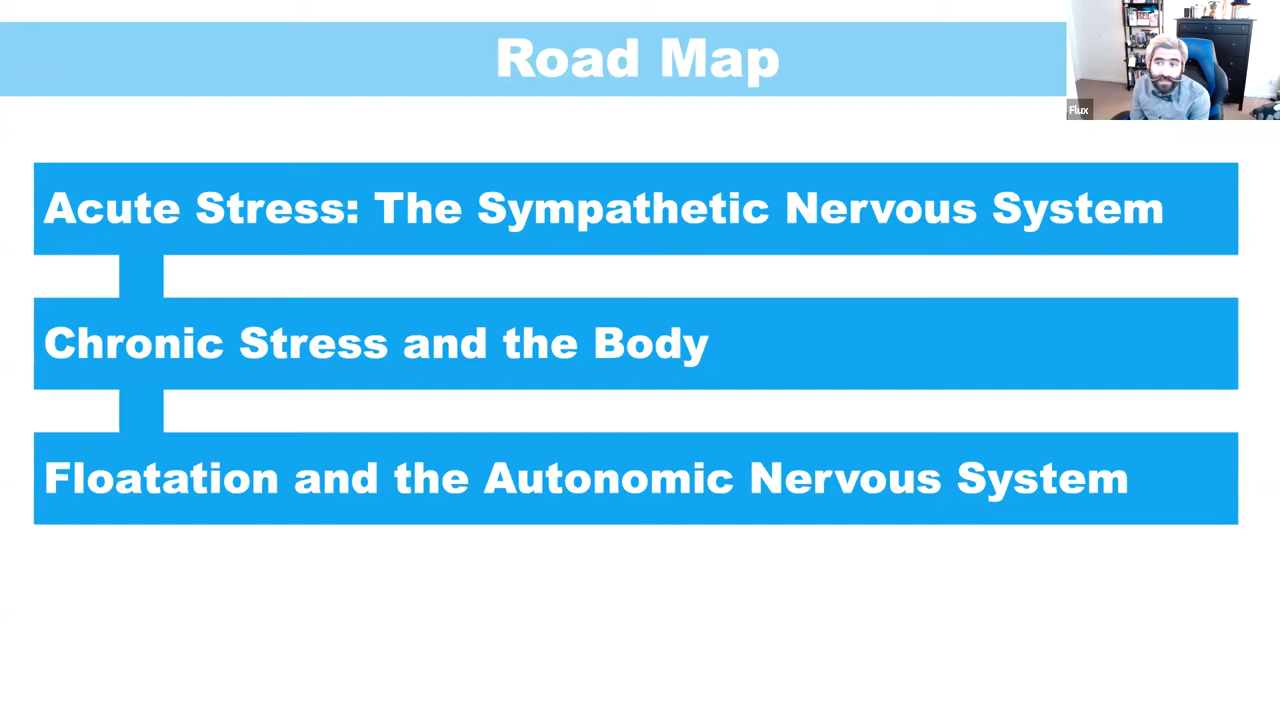 Road Map
Flux
Acute Stress: The Sympathetic Nervous System
Chronic Stress and the Body
Floatation and the Autonomic Nervous System